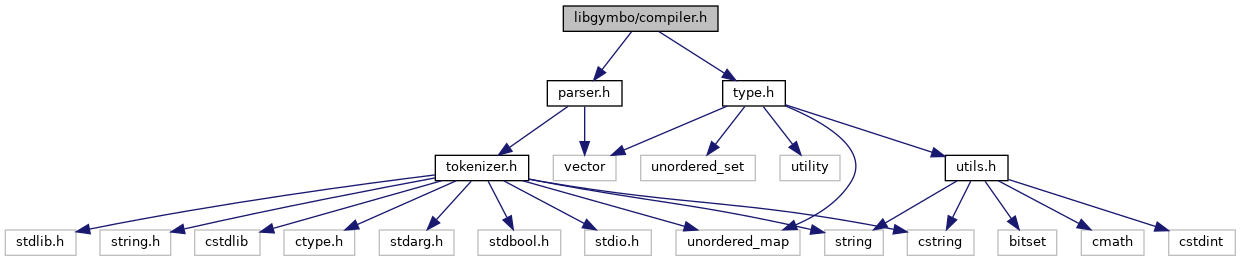 libgymbo/compiler.h
parser.h
type.h
tokenizer.h
vector
unordered_set
utility
utils.h
stdlib.h
string.h
cstdlib
ctype.h
stdarg.h
stdbool.h
stdio.h
unordered_map
string
cstring
bitset
cmath
cstdint